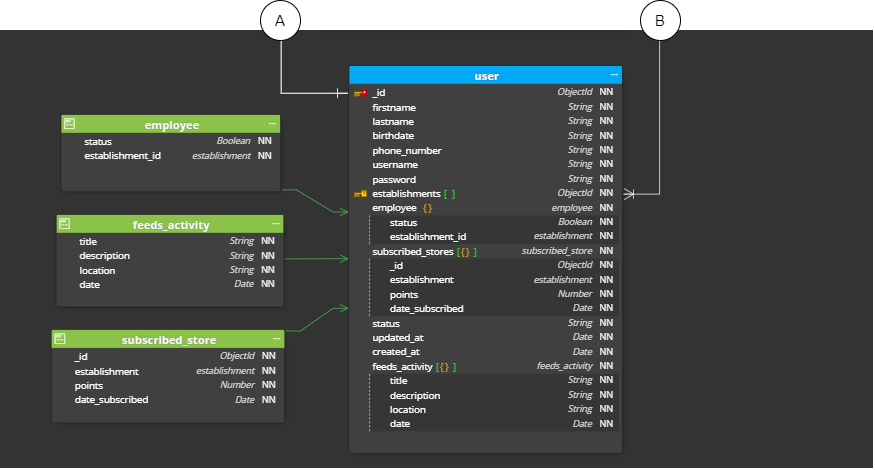 A
B
user ...
_id ObjectId NN
firstname String NN
lastname String NN
birthdate String NN
phone_number String NN
username String NN
password String NN
establishments [ ] ObjectId NN
employee {} employee NN
status Boolean NN
establishment_id establishment NN
subscribed_stores [{} ] subscribed_store NN
_id ObjectId NN
establishment establishment NN
points Number NN
date_subscribed Date NN
status String NN
updated_at Date NN
created_at Date NN
feeds_activity [{} ] feeds_activity NN
title String NN
description String NN
location String NN
date Date NN
employee ...
status Boolean NN
establishment_id establishment NN
feeds_activity ...
title String NN
description String NN
location String NN
date Date NN
subscribed_store ...
_id ObjectId NN
establishment establishment NN
points Number NN
date_subscribed Date NN